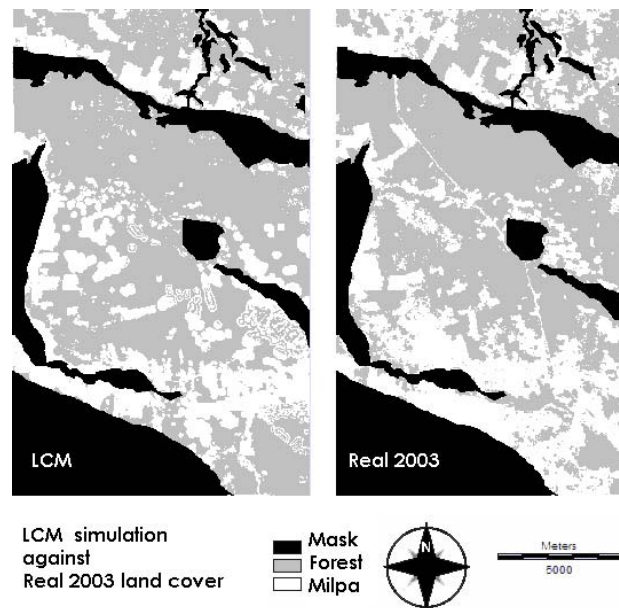 LCM
Real 2003
LCM simulation
against
Real 2003 land cover
Mask
Forest
Milpa
N
Meters
5000